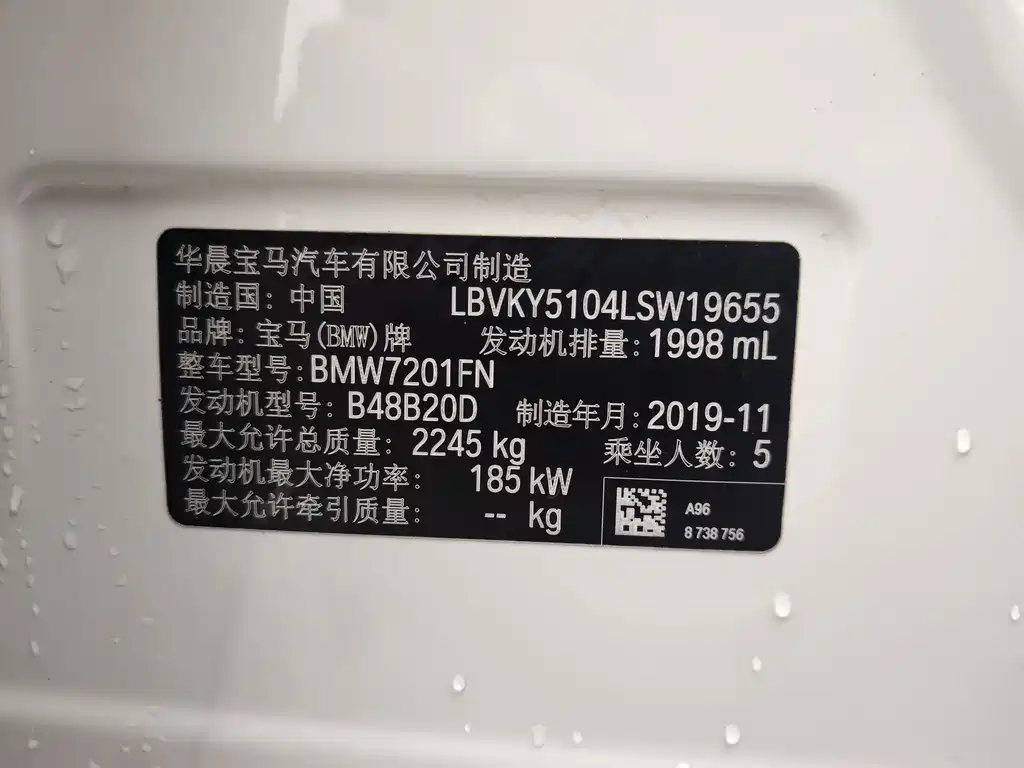 华晨宝马汽车有限公司制造
制造国: 中国 LBVKY5104LSW19655
品牌: 宝马(BMW)牌 发动机排量: 1998 mL
整车型号: BMW7201FN
发动机型号: B48B20D 制造年月: 2019-11
最大允许总质量: 2245 kg 乘坐人数: 5
发动机最大净功率: 185 kW
最大允许牵引质量: -- kg
A96
8 738 756